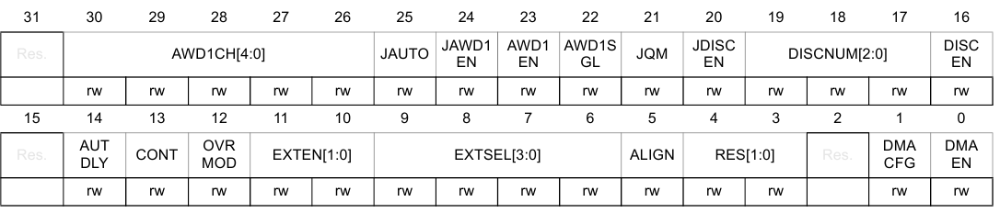 31 30 29 28 27 26 25 24 23 22 21 20 19 18 17 16
Res. AWD1CH[4:0] JAUTO JAWD1 EN AWD1 EN AWD1S GL JQM JDISC EN DISCNUM[2:0] DISC EN
rw rw rw rw rw rw rw rw rw rw rw rw rw rw rw
15 14 13 12 11 10 9 8 7 6 5 4 3 2 1 0
Res. AUT DLY CONT OVR MOD EXTEN[1:0] EXTSEL[3:0] ALIGN RES[1:0] Res. DMA CFG DMA EN
rw rw rw rw rw rw rw rw rw rw rw rw rw rw